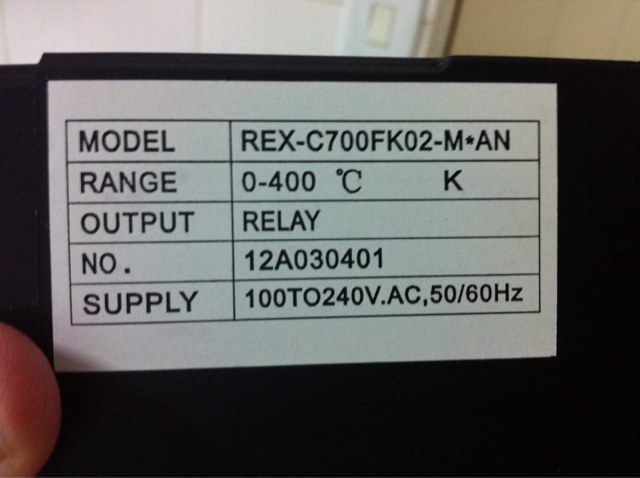 MODEL REX-C700FK02-M*AN
RANGE 0-400 ℃ K
OUTPUT RELAY
NO. 12A030401
SUPPLY 100TO240V.AC,50/60Hz